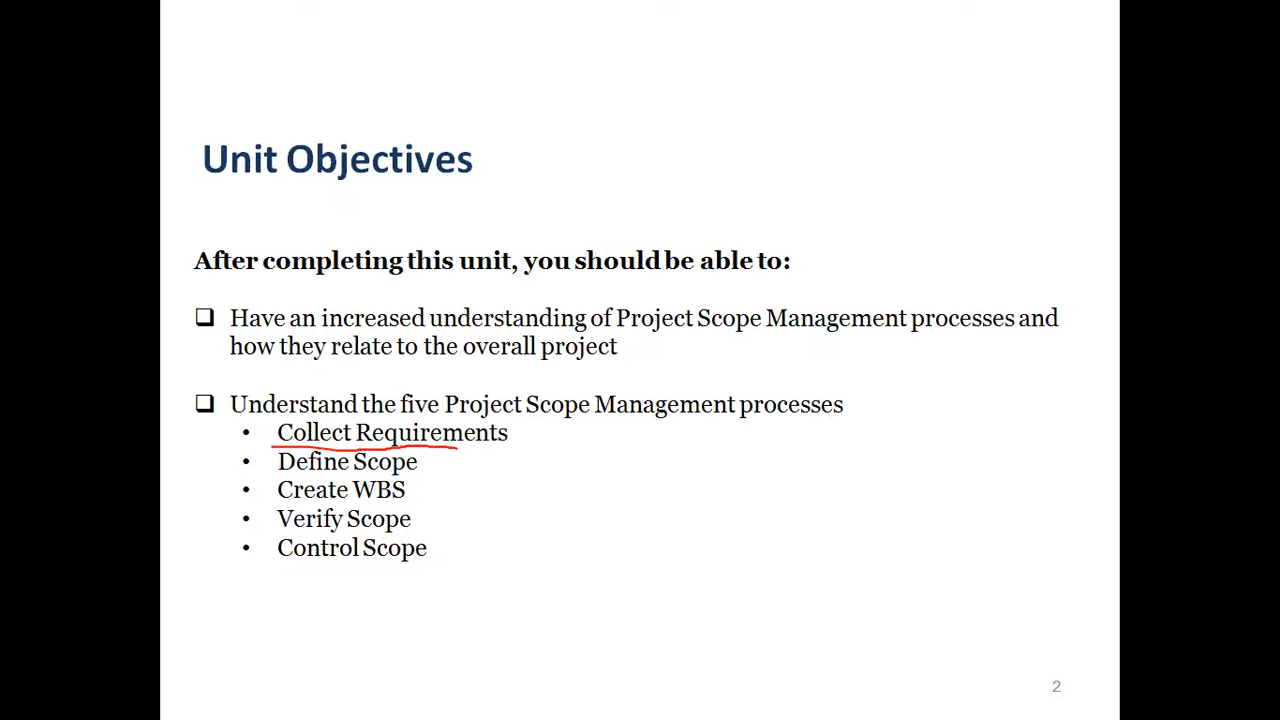 Unit Objectives
After completing this unit, you should be able to:
❑ Have an increased understanding of Project Scope Management processes and
how they relate to the overall project
❑ Understand the five Project Scope Management processes
• Collect Requirements
• Define Scope
• Create WBS
• Verify Scope
• Control Scope
2